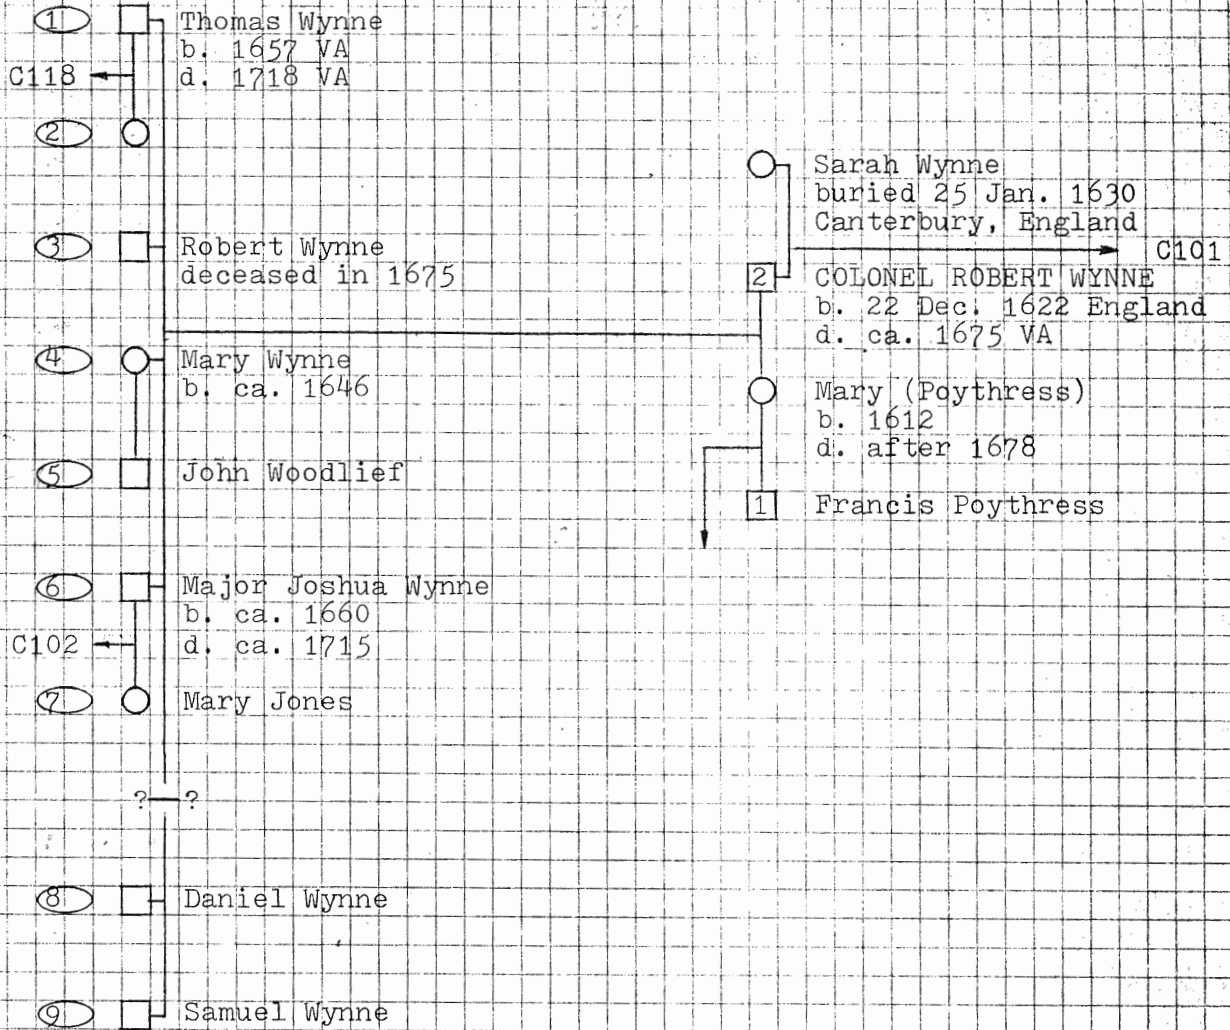 1 Thomas Wynne
b. 1657 VA
C118 d. 1718 VA
2
3 Robert Wynne
deceased in 1675
4 Mary Wynne
b. ca. 1646
5 John Woodlief
6 Major Joshua Wynne
b. ca. 1660
C102 d. ca. 1715
7 Mary Jones
? ?
8 Daniel Wynne
9 Samuel Wynne
Sarah Wynne
buried 25 Jan. 1630
Canterbury, England
C101
2 COLONEL ROBERT WYNNE
b. 22 Dec. 1622 England
d. ca. 1675 VA
Mary (Poythress)
b. 1612
d. after 1678
1 Francis Poythress